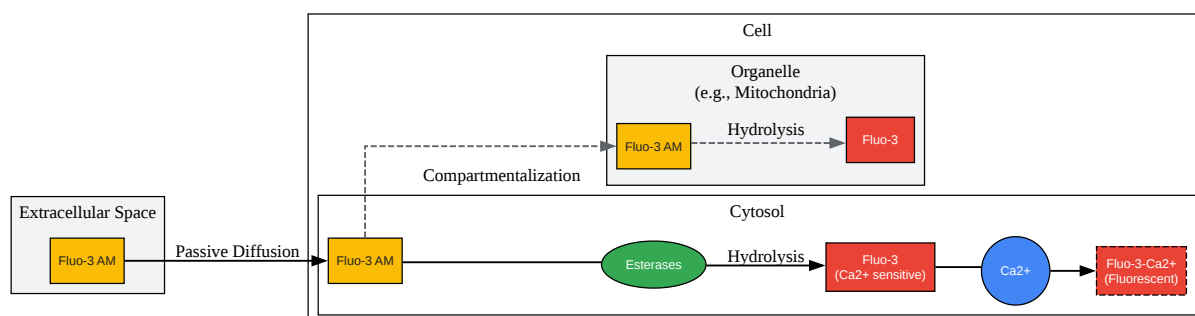 Cell
Organelle
(e.g., Mitochondria)
Fluo-3 AM
Hydrolysis
Fluo-3
Compartmentalization
Extracellular Space
Fluo-3 AM
Passive Diffusion
Cytosol
Fluo-3 AM
Esterases
Hydrolysis
Fluo-3
(Ca2+ sensitive)
Ca2+
Fluo-3-Ca2+
(Fluorescent)